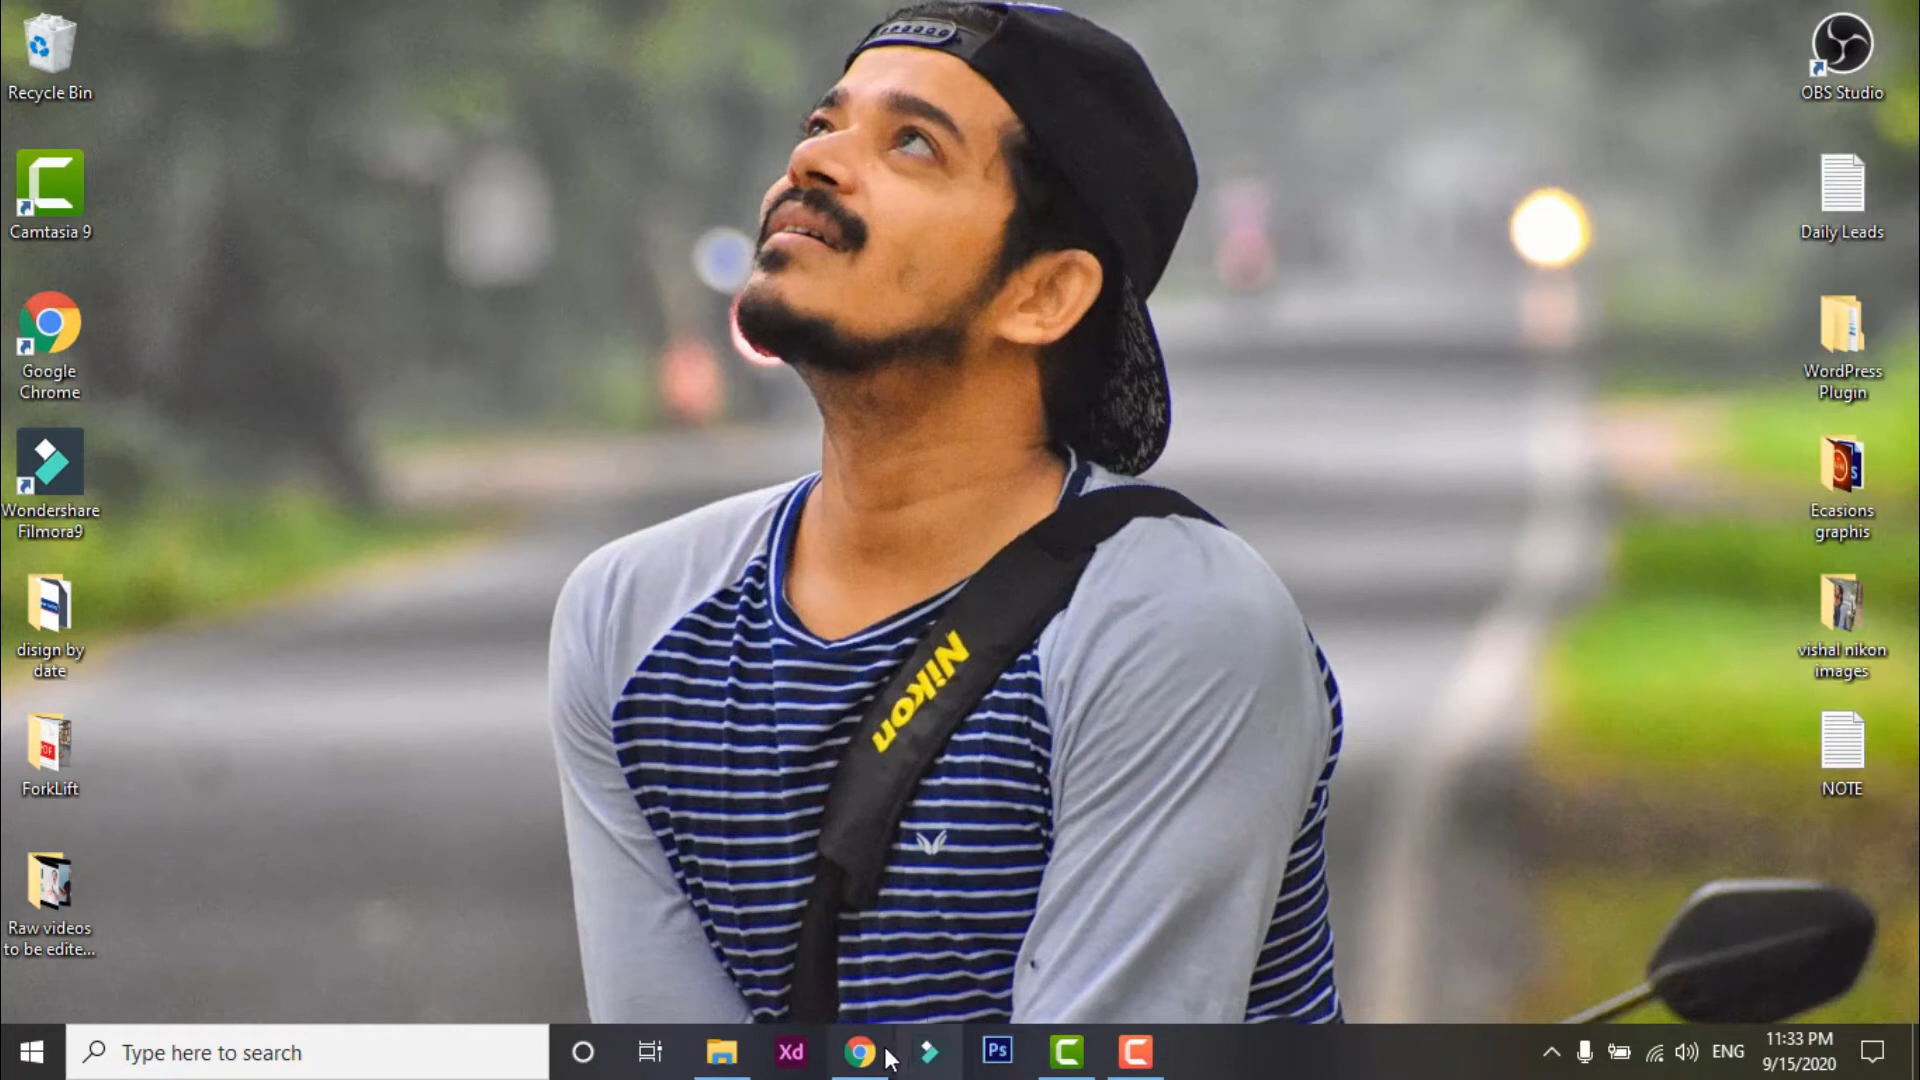 Recycle Bin
Camtasia 9
Google
Chrome
Wondershare
Filmora9
disign by
date
PDF
ForkLift
Raw videos
to be edite...
OBS Studio
Daily Leads
WordPress
Plugin
Ecasions
graphis
vishal nikon
images
NOTE
Nikon
Type here to search
Xd
Ps
ENG
11:33 PM
9/15/2020